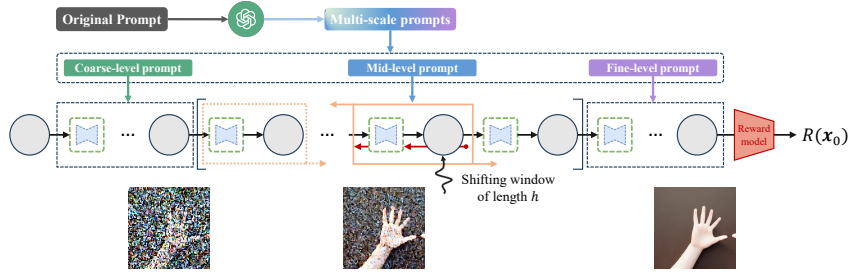 Original Prompt
Multi-scale prompts
Coarse-level prompt
Mid-level prompt
Fine-level prompt
...
...
...
Reward
model
R(x₀)
Shifting window
of length h